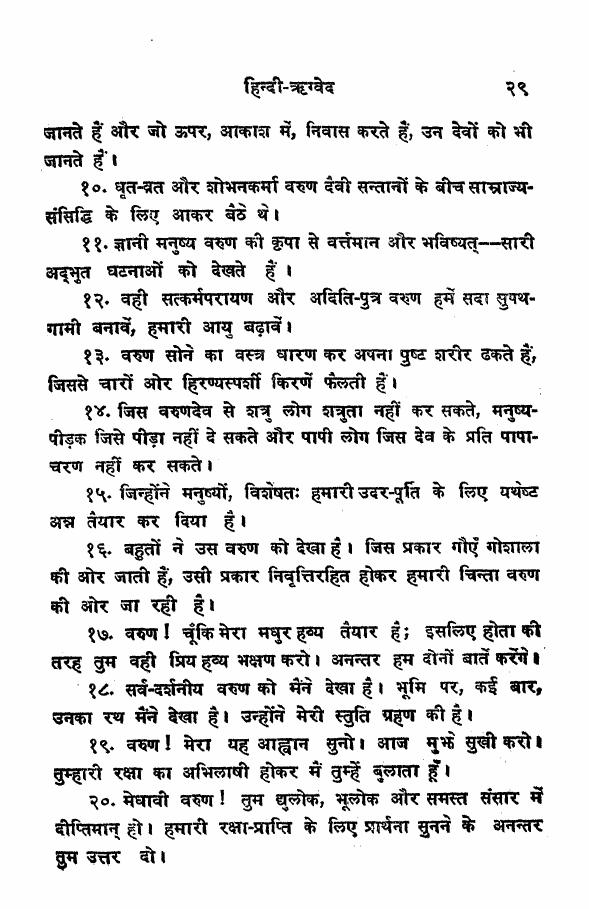 हिन्दी-ऋग्वेद २९
जानते हैं और जो ऊपर, आकाश में, निवास करते हैं, उन देवों को भी
जानते हैं।
१०. धृत-व्रत और शोभनकर्मा वरुण दैवी सन्तानों के बीच साम्राज्य-
संसिद्धि के लिए आकर बैठे थे।
११. ज्ञानी मनुष्य वरुण की कृपा से वर्त्तमान और भविष्यत्--सारी
अद्भुत घटनाओं को देखते हैं।
१२. वही सत्कर्मपरायण और अदिति-पुत्र वरुण हमें सदा सुपथ-
गामी बनावें, हमारी आयु बढ़ावें।
१३. वरुण सोने का वस्त्र धारण कर अपना पुष्ट शरीर ढकते हैं,
जिससे चारों ओर हिरण्यस्पर्शी किरणें फैलती हैं।
१४. जिस वरुणदेव से शत्रु लोग शत्रुता नहीं कर सकते, मनुष्य-
पीड़क जिसे पीड़ा नहीं दे सकते और पापी लोग जिस देव के प्रति पापा-
चरण नहीं कर सकते।
१५. जिन्होंने मनुष्यों, विशेषतः हमारी उदर-पूर्ति के लिए यथेष्ट
अन्न तैयार कर दिया है।
१६. बहुतों ने उस वरुण को देखा है। जिस प्रकार गौएँ गोशाला
की ओर जाती हैं, उसी प्रकार निवृत्तिरहित होकर हमारी चिन्ता वरुण
की ओर जा रही है।
१७. वरुण! चूँकि मेरा मधुर हव्य तैयार है; इसलिए होता की
तरह तुम वही प्रिय हव्य भक्षण करो। अनन्तर हम दोनों बातें करेंगे।
१८. सर्व-दर्शनीय वरुण को मैंने देखा है। भूमि पर, कई बार,
उनका रथ मैंने देखा है। उन्होंने मेरी स्तुति ग्रहण की है।
१९. वरुण! मेरा यह आह्वान सुनो। आज मुझे सुखी करो।
तुम्हारी रक्षा का अभिलाषी होकर मैं तुम्हें बुलाता हूँ।
२०. मेधावी वरुण! तुम द्युलोक, भूलोक और समस्त संसार में
दीप्तिमान् हो। हमारी रक्षा-प्राप्ति के लिए प्रार्थना सुनने के अनन्तर
तुम उत्तर दो।